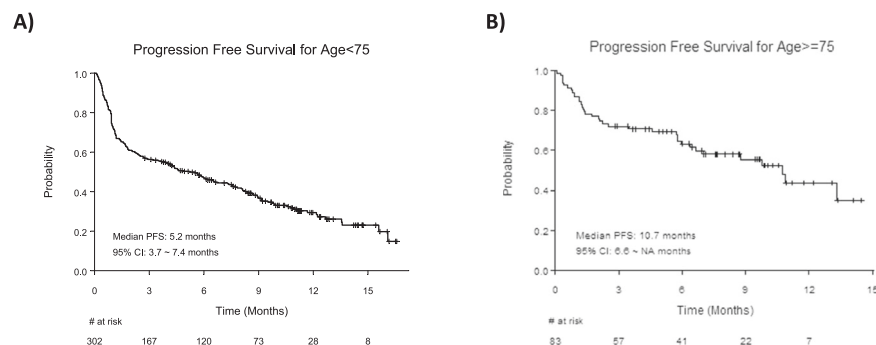 A)
Progression Free Survival for Age<75
1.0
0.8
0.6
0.4
0.2
0.0
Probability
Median PFS: 5.2 months
95% CI: 3.7 ~ 7.4 months
0 3 6 9 12 15
Time (Months)
# at risk
302 167 120 73 28 8
B)
Progression Free Survival for Age>=75
1.0
0.8
0.6
0.4
0.2
0.0
Probability
Median PFS: 10.7 months
95% CI: 6.6 ~ NA months
0 3 6 9 12 15
Time (Months)
# at risk
83 57 41 22 7